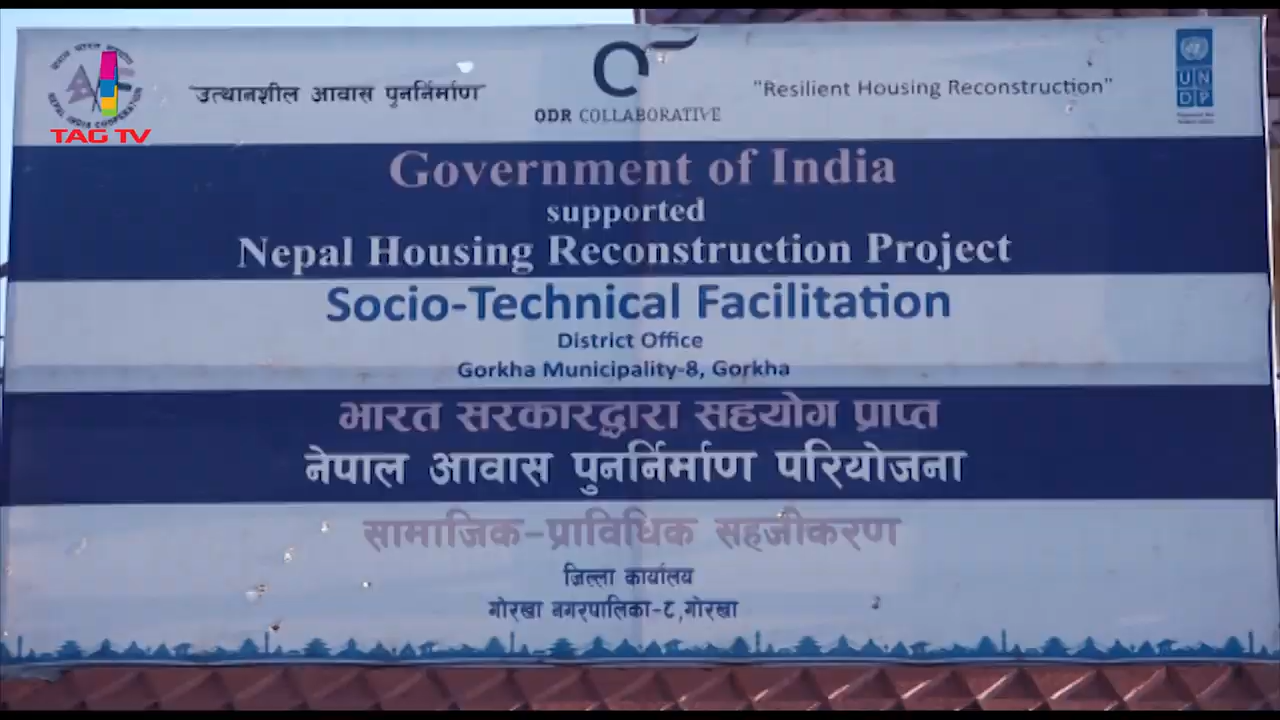 उत्थानशील आवास पुनर्निर्माण
ODR COLLABORATIVE
"Resilient Housing Reconstruction"
UN
DP
TAG TV
Government of India
supported
Nepal Housing Reconstruction Project
Socio-Technical Facilitation
District Office
Gorkha Municipality-8, Gorkha
भारत सरकारद्वारा सहयोग प्राप्त
नेपाल आवास पुनर्निर्माण परियोजना
सामाजिक-प्राविधिक सहजीकरण
जिल्ला कार्यालय
गोरखा नगरपालिका-८,गोरखा